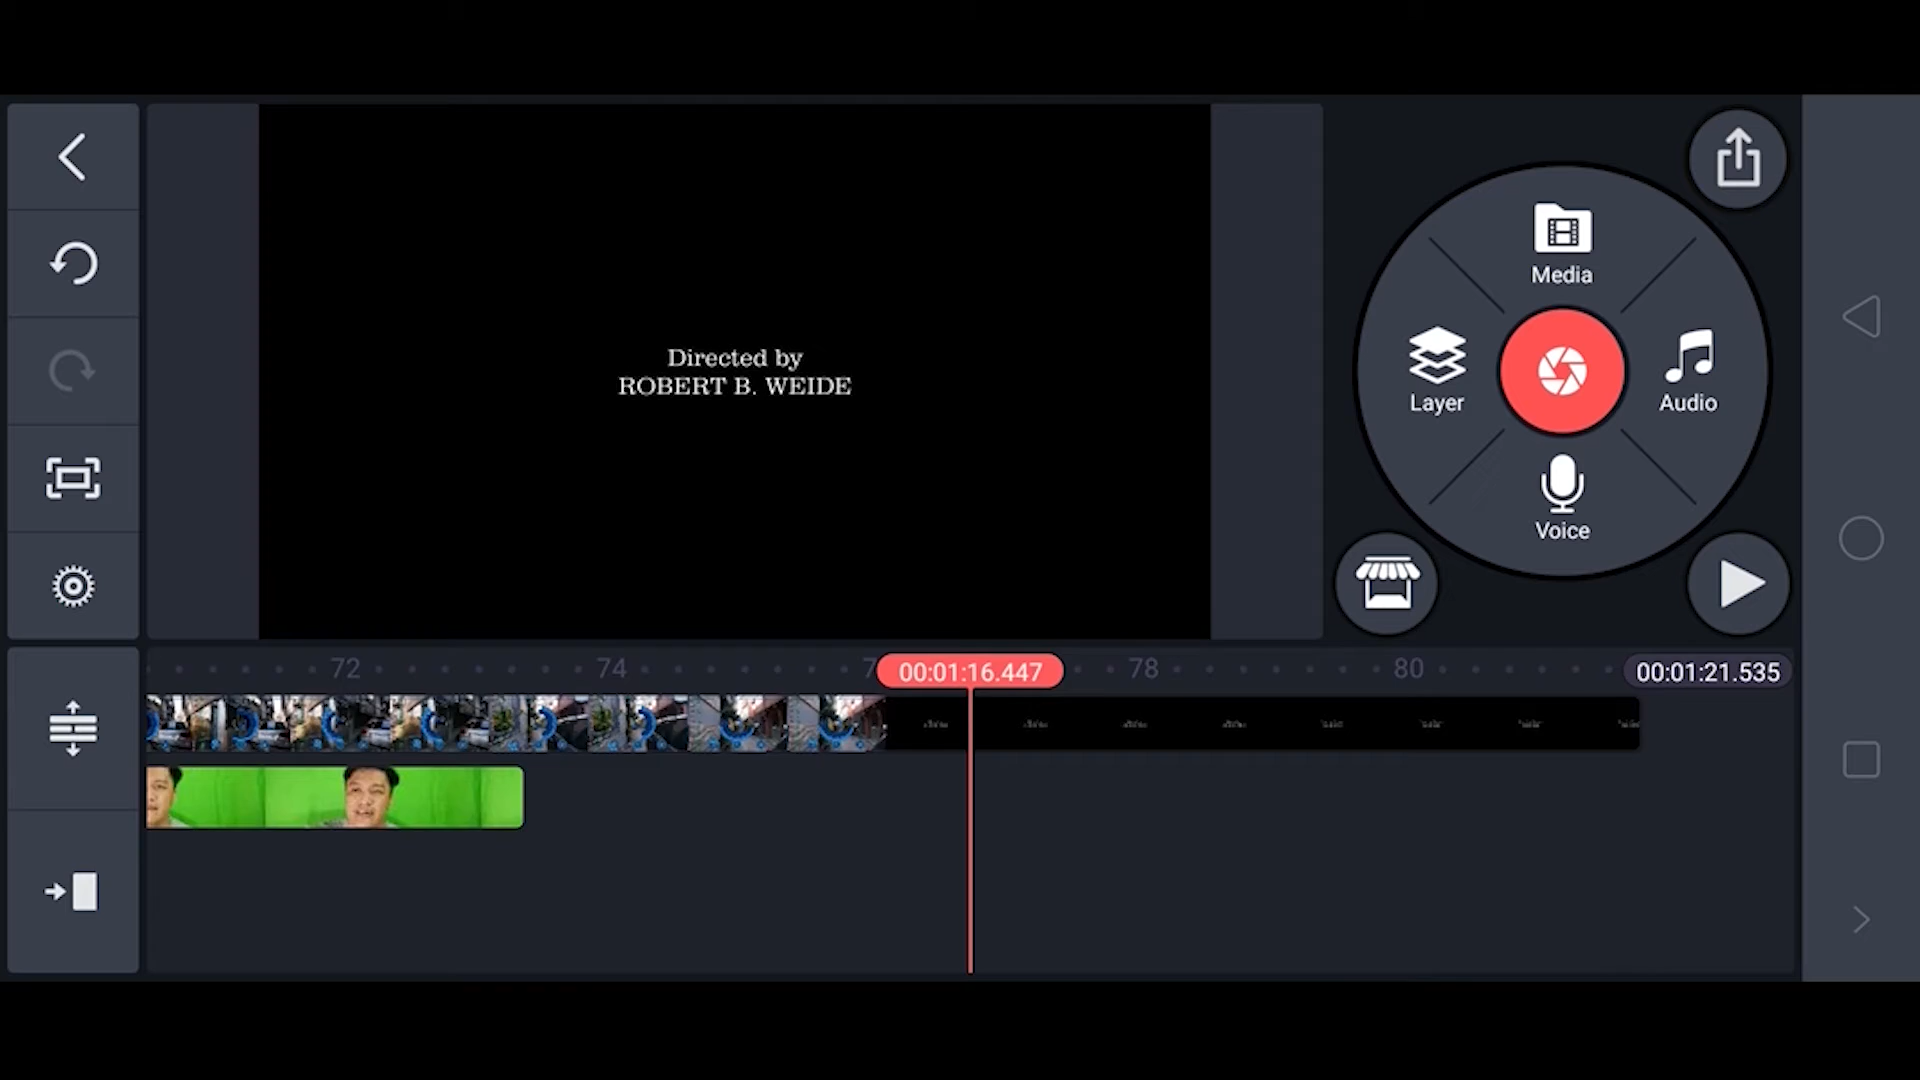 Directed by
ROBERT B. WEIDE
Media
Layer
Audio
Voice
72
74
7
00:01:16.447
78
80
00:01:21.535